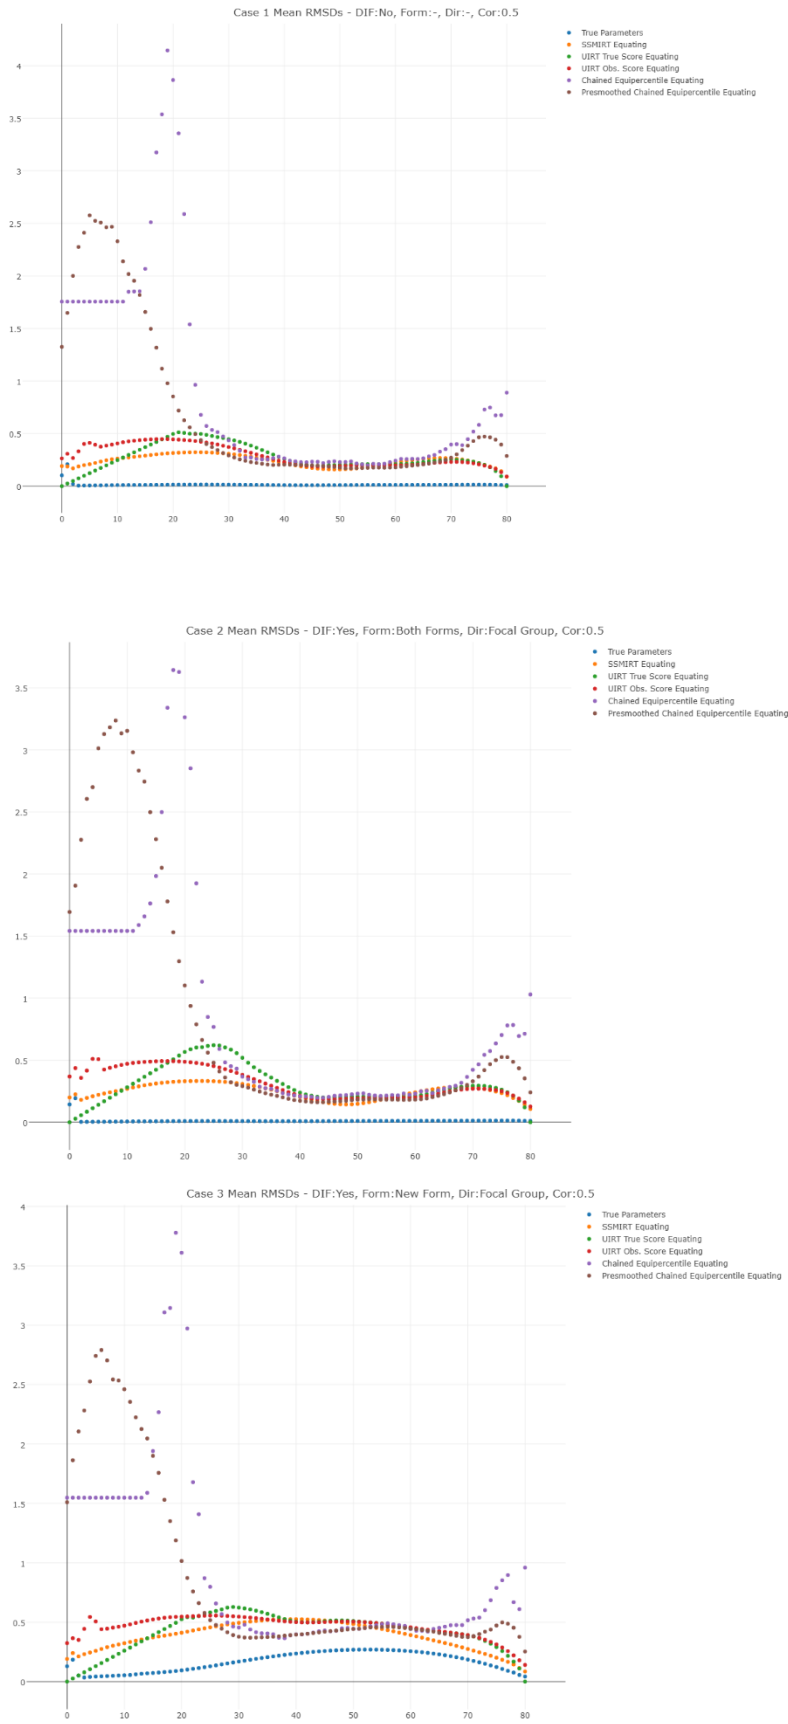 Case 1 Mean RMSDs - DIF:No, Form:-, Dir:-, Cor:0.5
True Parameters
SSMIRT Equating
UIRT True Score Equating
UIRT Obs. Score Equating
Chained Equipercentile Equating
Presmoothed Chained Equipercentile Equating
4
3.5
3
2.5
2
1.5
1
0.5
0
0 10 20 30 40 50 60 70 80
Case 2 Mean RMSDs - DIF:Yes, Form:Both Forms, Dir:Focal Group, Cor:0.5
True Parameters
SSMIRT Equating
UIRT True Score Equating
UIRT Obs. Score Equating
Chained Equipercentile Equating
Presmoothed Chained Equipercentile Equating
3.5
3
2.5
2
1.5
1
0.5
0
0 10 20 30 40 50 60 70 80
Case 3 Mean RMSDs - DIF:Yes, Form:New Form, Dir:Focal Group, Cor:0.5
True Parameters
SSMIRT Equating
UIRT True Score Equating
UIRT Obs. Score Equating
Chained Equipercentile Equating
Presmoothed Chained Equipercentile Equating
4
3.5
3
2.5
2
1.5
1
0.5
0
0 10 20 30 40 50 60 70 80